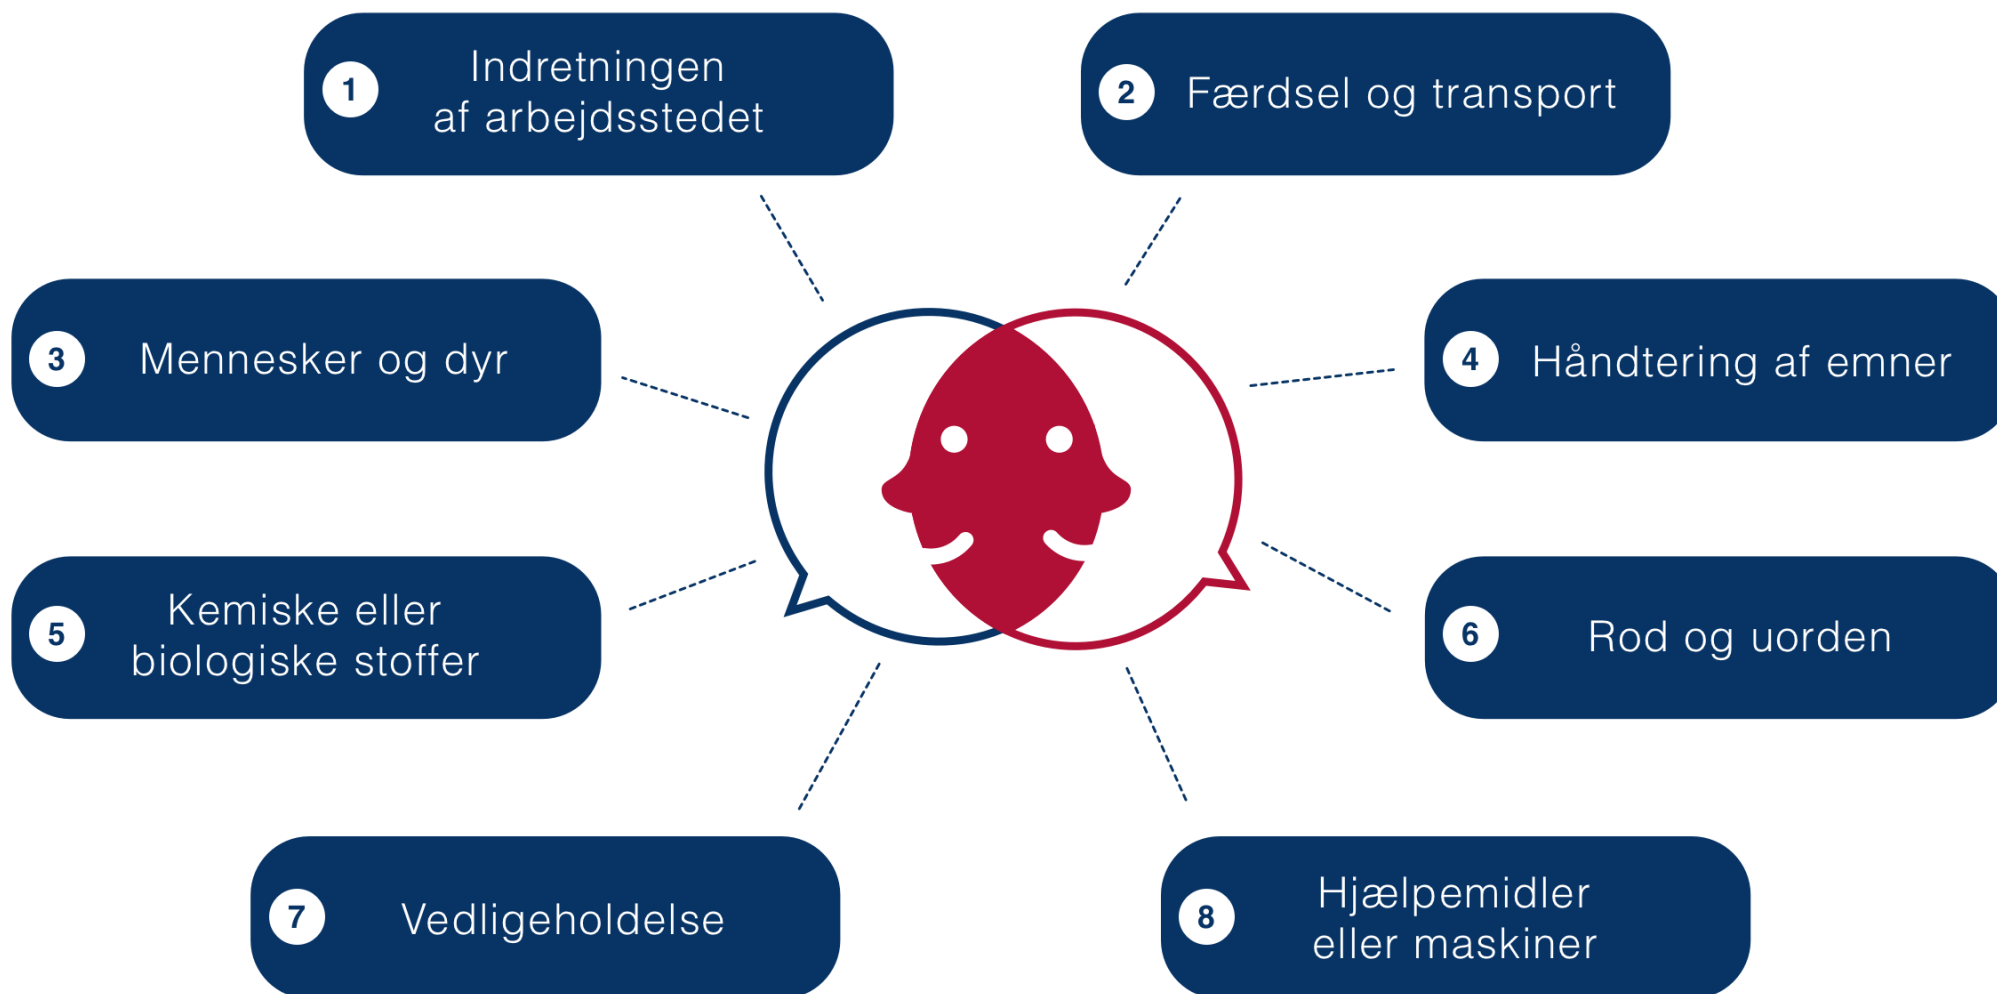 1
Indretningen
af arbejdsstedet
2
Færdsel og transport
3
Mennesker og dyr
4
Håndtering af emner
5
Kemiske eller
biologiske stoffer
6
Rod og uorden
7
Vedligeholdelse
8
Hjælpemidler
eller maskiner